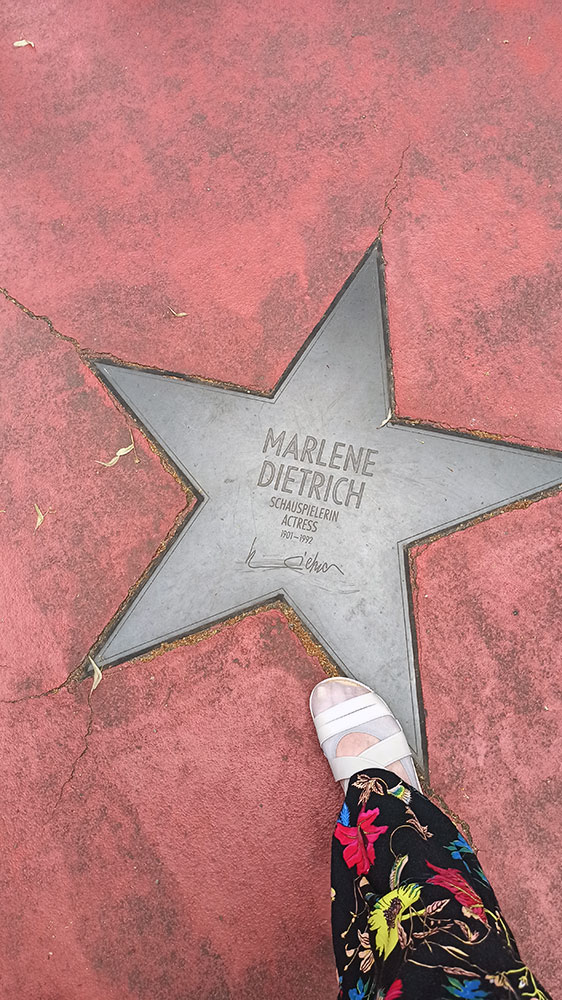 MARLENE
DIETRICH
SCHAUSPIELERIN
ACTRESS
1901–1992